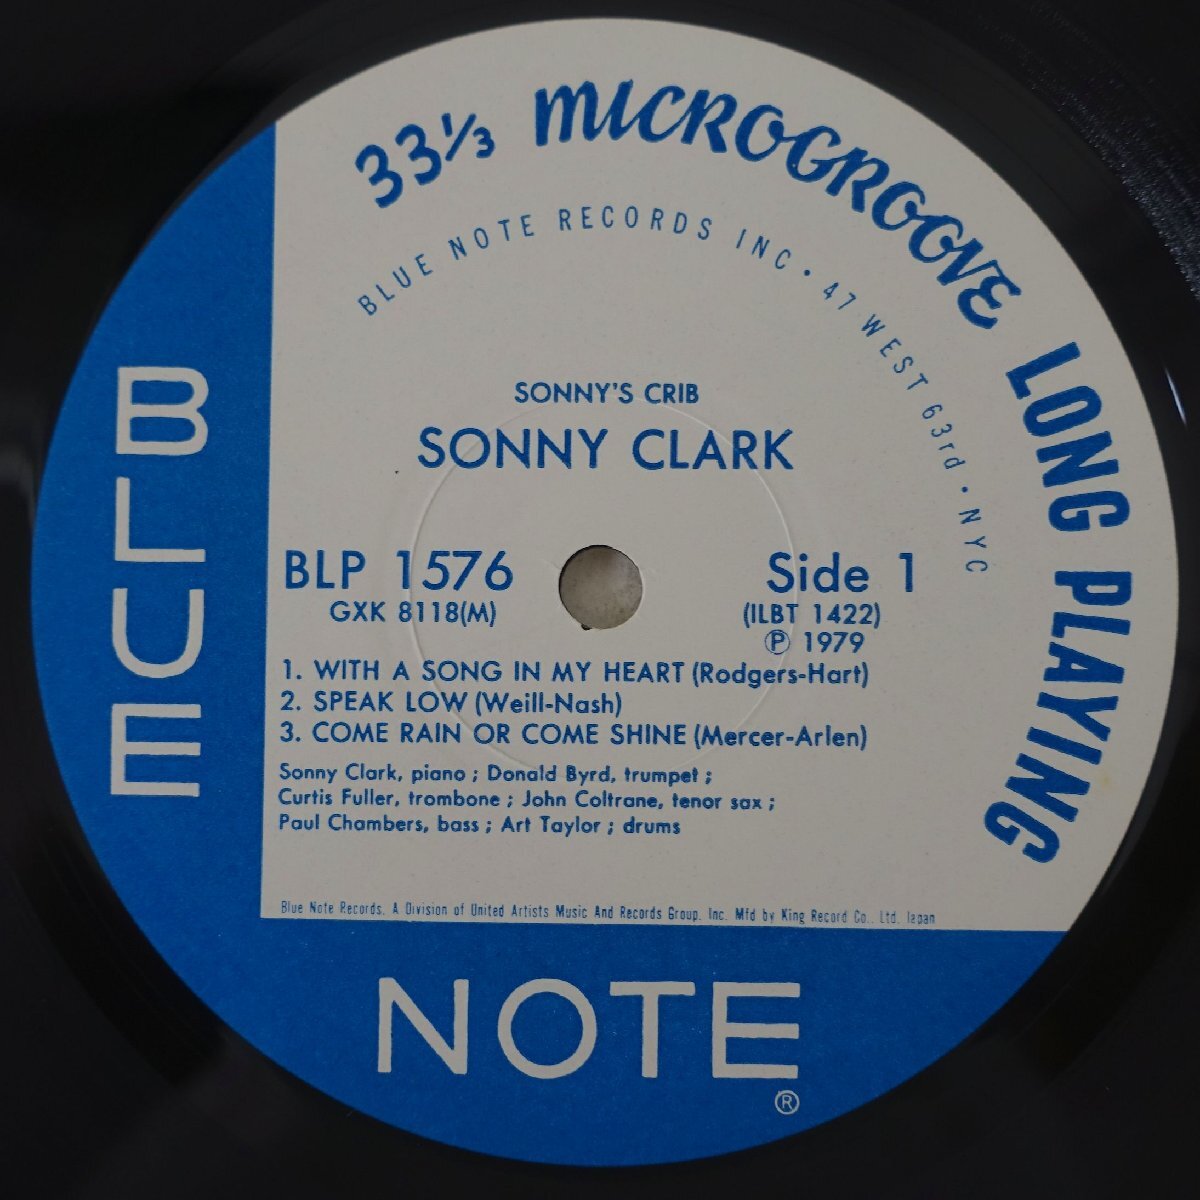 33⅓ MICROGROOVE LONG PLAYING
BLUE NOTE RECORDS INC · 47 WEST 63rd · NYC
SONNY'S CRIB
SONNY CLARK
BLP 1576
GXK 8118(M)
Side 1
(ILBT 1422)
℗ 1979
1. WITH A SONG IN MY HEART (Rodgers-Hart)
2. SPEAK LOW (Weill-Nash)
3. COME RAIN OR COME SHINE (Mercer-Arlen)
Sonny Clark, piano ; Donald Byrd, trumpet ;
Curtis Fuller, trombone ; John Coltrane, tenor sax ;
Paul Chambers, bass ; Art Taylor ; drums
Blue Note Records. A Division of United Artists Music And Records Group. Inc. Mfd by King Record Co.. Ltd. Japan
BLUE
NOTE
®